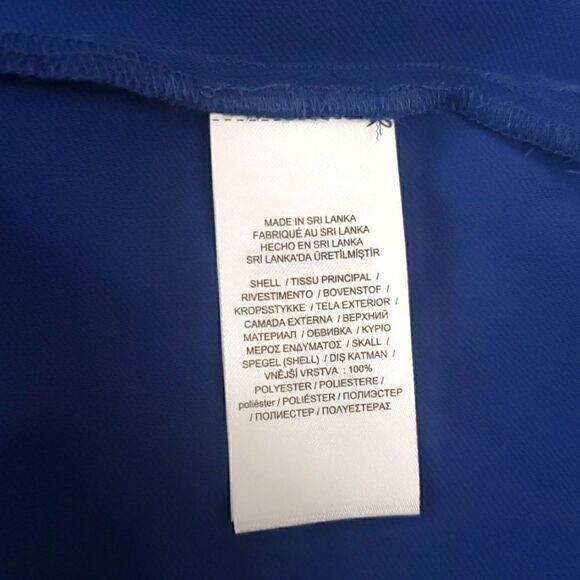 MADE IN SRI LANKA
FABRIQUÉ AU SRI LANKA
HECHO EN SRI LANKA
SRİ LANKA'DA ÜRETİLMİŞTİR
SHELL / TISSU PRINCIPAL /
RIVESTIMENTO / BOVENSTOF /
KROPSSTYKKE / TELA EXTERIOR /
CAMADA EXTERNA / ВЕРХНИЙ
МАТЕРИАЛ / ОБВИВКА / ΚΥΡΙΟ
ΜΕΡΟΣ ΕΝΔΥΜΑΤΟΣ / SKALL /
SPEGEL (SHELL) / DIŞ KATMAN /
VNĚJŠÍ VRSTVA : 100%
POLYESTER / POLIESTERE /
poliéster / POLIÉSTER / ПОЛИЭСТЕР
/ ПОЛИЕСТЕР / ΠΟΛΥΕΣΤΕΡΑΣ